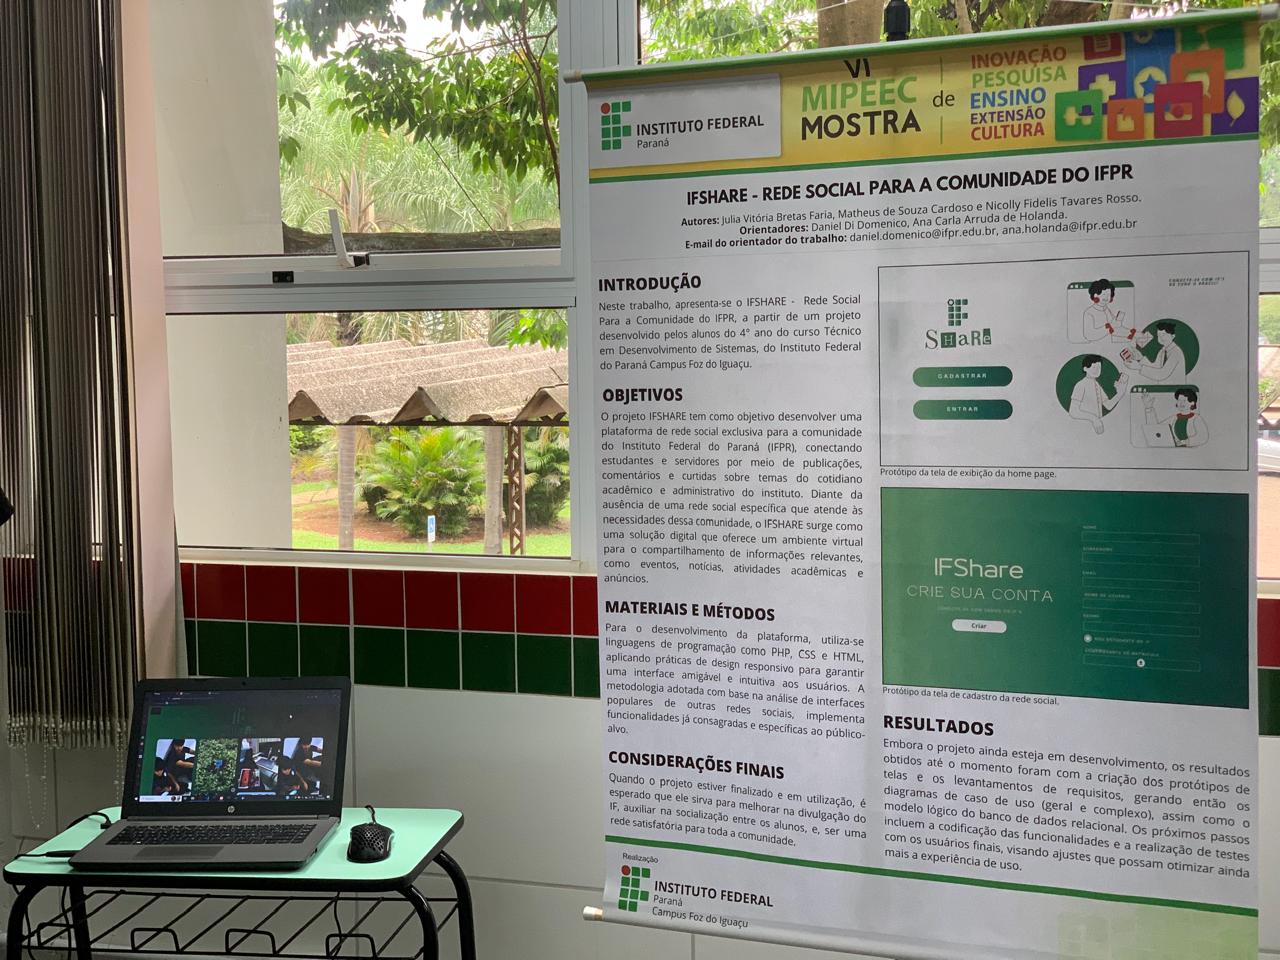 INSTITUTO FEDERAL
Paraná
VI
MIPEEC
MOSTRA
de
INOVAÇÃO
PESQUISA
ENSINO
EXTENSÃO
CULTURA
IFSHARE - REDE SOCIAL PARA A COMUNIDADE DO IFPR
Autores: Julia Vitória Bretas Faria, Matheus de Souza Cardoso e Nicolly Fidelis Tavares Rosso.
Orientadores: Daniel Di Domenico, Ana Carla Arruda de Holanda.
E-mail do orientador do trabalho: daniel.domenico@ifpr.edu.br, ana.holanda@ifpr.edu.br
INTRODUÇÃO
Neste trabalho, apresenta-se o IFSHARE - Rede Social
Para a Comunidade do IFPR, a partir de um projeto
desenvolvido pelos alunos do 4° ano do curso Técnico
em Desenvolvimento de Sistemas, do Instituto Federal
do Paraná Campus Foz do Iguaçu.
OBJETIVOS
O projeto IFSHARE tem como objetivo desenvolver uma
plataforma de rede social exclusiva para a comunidade
do Instituto Federal do Paraná (IFPR), conectando
estudantes e servidores por meio de publicações,
comentários e curtidas sobre temas do cotidiano
acadêmico e administrativo do instituto. Diante da
ausência de uma rede social específica que atende às
necessidades dessa comunidade, o IFSHARE surge como
uma solução digital que oferece um ambiente virtual
para o compartilhamento de informações relevantes,
como eventos, notícias, atividades acadêmicas e
anúncios.
MATERIAIS E MÉTODOS
Para o desenvolvimento da plataforma, utiliza-se
linguagens de programação como PHP, CSS e HTML,
aplicando práticas de design responsivo para garantir
uma interface amigável e intuitiva aos usuários. A
metodologia adotada com base na análise de interfaces
populares de outras redes sociais, implementa
funcionalidades já consagradas e específicas ao público-
alvo.
CONSIDERAÇÕES FINAIS
Quando o projeto estiver finalizado e em utilização, é
esperado que ele sirva para melhorar na divulgação do
IF, auxiliar na socialização entre os alunos, e, ser uma
rede satisfatória para toda a comunidade.
SHaRe
CADASTRAR
ENTRAR
Protótipo da tela de exibição da home page.
IFShare
CRIE SUA CONTA
Criar
NOME
SOBRENOME
EMAIL
NOME DE USUÁRIO
SENHA
COMPROVANTE DE MATRÍCULA
Protótipo da tela de cadastro da rede social.
RESULTADOS
Embora o projeto ainda esteja em desenvolvimento, os resultados
obtidos até o momento foram com a criação dos protótipos de
telas e os levantamentos de requisitos, gerando então os
diagramas de caso de uso (geral e complexo), assim como o
modelo lógico do banco de dados relacional. Os próximos passos
incluem a codificação das funcionalidades e a realização de testes
com os usuários finais, visando ajustes que possam otimizar ainda
mais a experiência de uso.
Realização
INSTITUTO FEDERAL
Paraná
Campus Foz do Iguaçu
hp